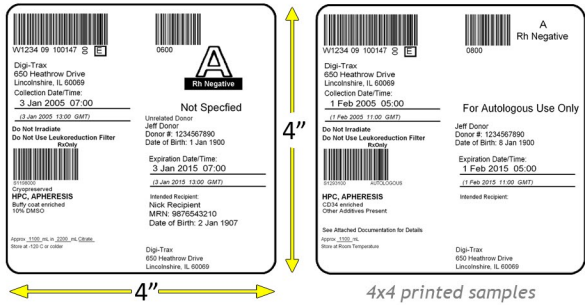 W1234 09 100147 00 E
Digi-Trax
650 Heathrow Drive
Lincolnshire, IL 60069
Collection Date/Time:
3 Jan 2005 07:00
(3 Jan 2005 13:00 GMT)
Do Not Irradiate
Do Not Use Leukoreduction Filter
RxOnly
S1198000
Cryopreserved
HPC, APHERESIS
Buffy coat enriched
10% DMSO
Approx 1100 mL in 2200 mL Citrate
Store at -120 C or colder
0600
A
Rh Negative
Not Specfied
Unrelated Donor
Jeff Donor
Donor #: 1234567890
Date of Birth: 1 Jan 1900
Expiration Date/Time:
3 Jan 2015 07:00
(3 Jan 2015 13:00 GMT)
Intended Recipient:
Nick Recipient
MRN: 9876543210
Date of Birth: 2 Jan 1907
Digi-Trax
650 Heathrow Drive
Lincolnshire, IL 60069
4”
4”
W1234 09 100147 00 E
Digi-Trax
650 Heathrow Drive
Lincolnshire, IL 60069
Collection Date/Time:
1 Feb 2005 05:00
(1 Feb 2005 11:00 GMT)
Do Not Irradiate
Do Not Use Leukoreduction Filter
RxOnly
S1293100 AUTOLOGOUS
HPC, APHERESIS
CD34 enriched
Other Additives Present
See Attached Documentation for Details
Approx 1100 mL in 2200 mL Citrate
Store at Room Temperature
0800
A
Rh Negative
For Autologous Use Only
Jeff Donor
Donor #: 1234567890
Date of Birth: 8 Jan 1900
Expiration Date/Time:
1 Feb 2015 05:00
(1 Feb 2015 11:00 GMT)
Intended Recipient:
Digi-Trax
650 Heathrow Drive
Lincolnshire, IL 60069
4x4 printed samples